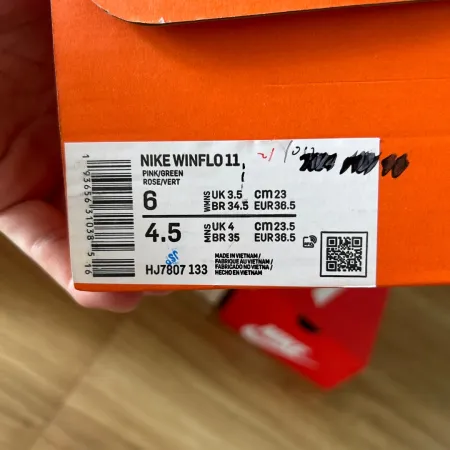 NIKE WINFLO 11
PINK/GREEN
ROSE/VERT
6 WMNS UK 3.5 CM 23
BR 34.5 EUR 36.5
4.5 MNS UK 4 CM 23.5
BR 35 EUR 36.5
HJ7807 133
MADE IN VIETNAM/
FABRIQUÉ AU VIETNAM/
FABRICADO NO VIETNA/
HECHO EN VIETNAM